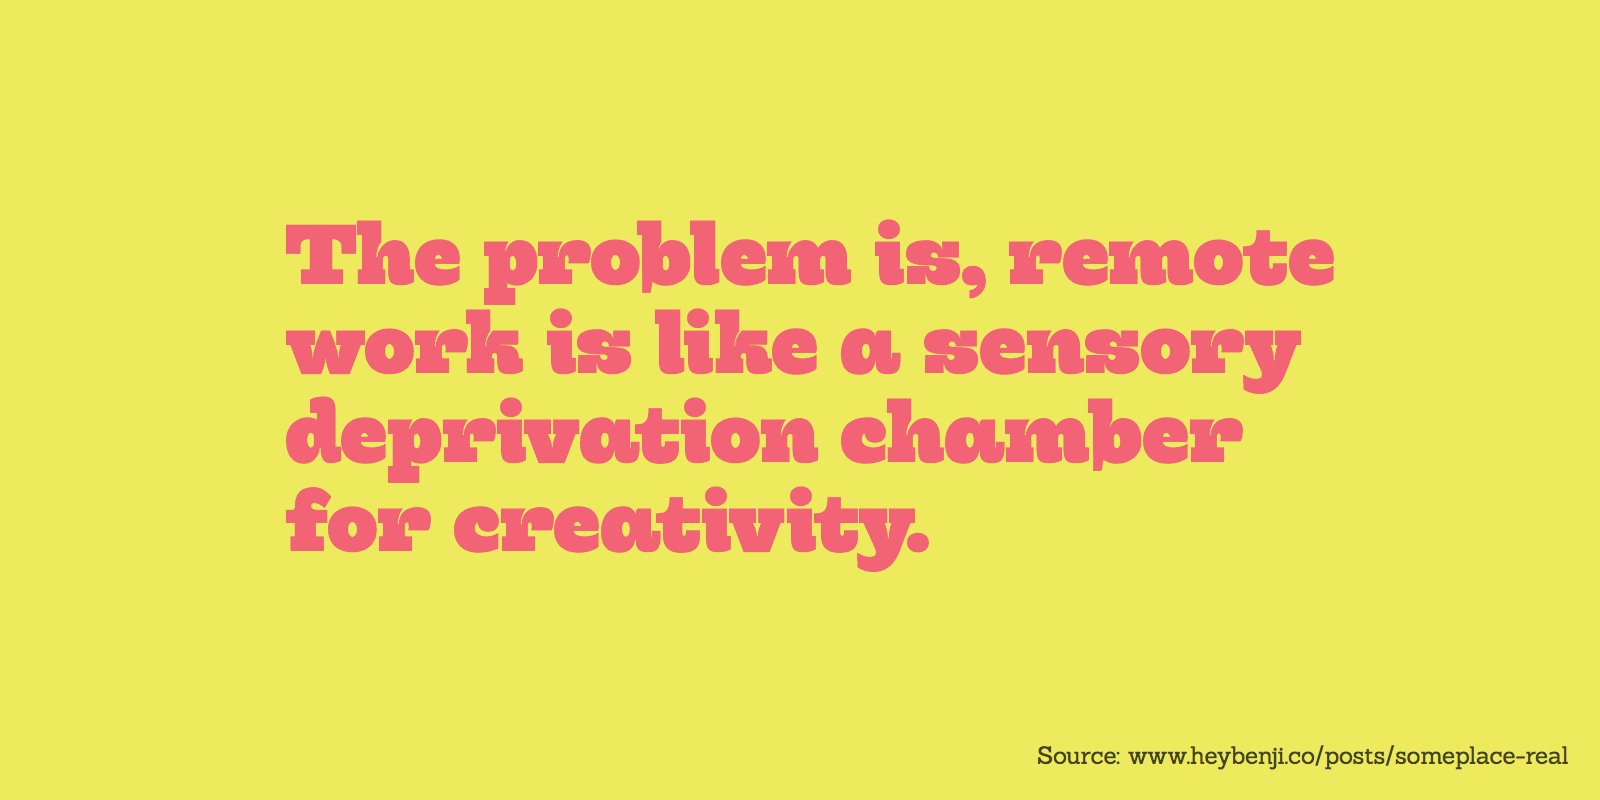 The problem is, remote
work is like a sensory
deprivation chamber
for creativity.
Source: www.heybenji.co/posts/someplace-real